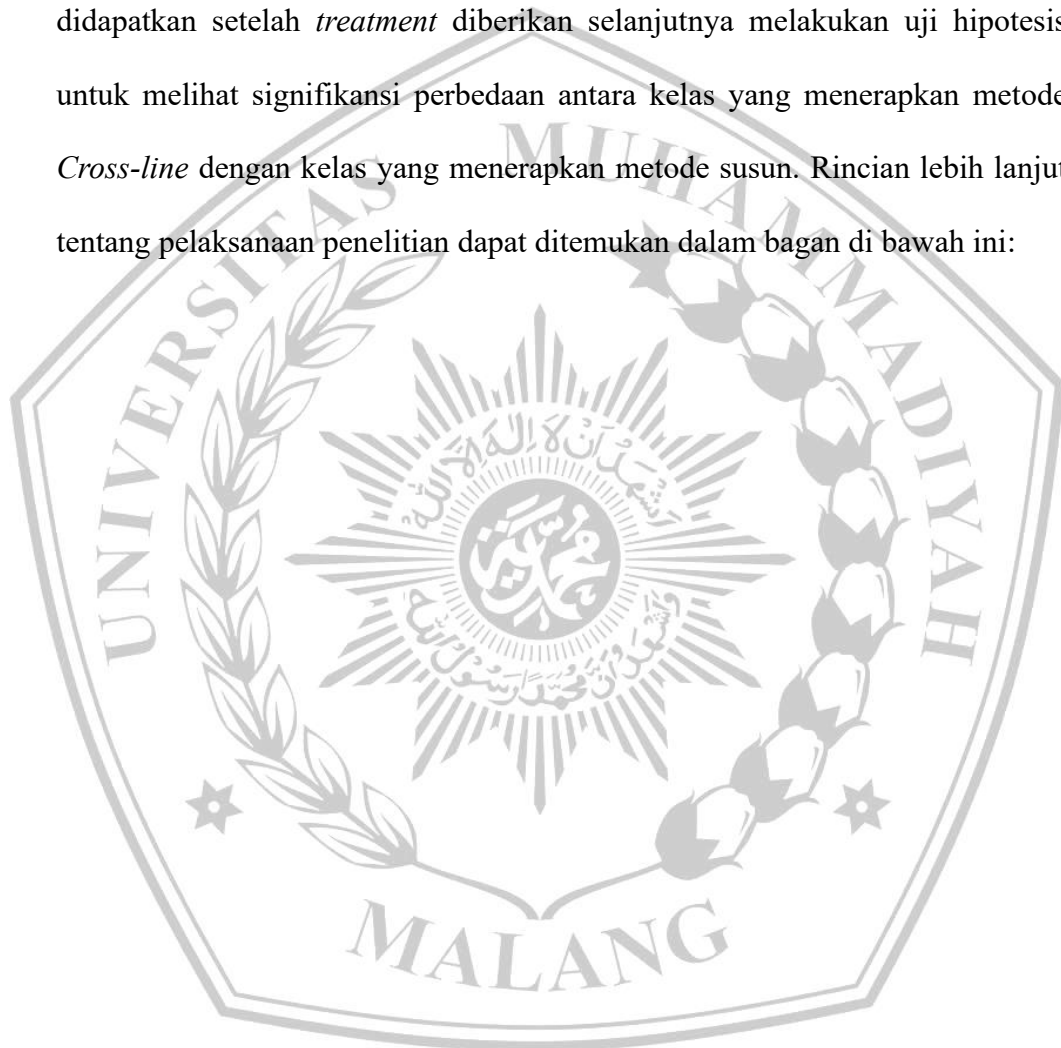 didapatkan setelah treatment diberikan selanjutnya melakukan uji hipotesis
untuk melihat signifikansi perbedaan antara kelas yang menerapkan metode
Cross-line dengan kelas yang menerapkan metode susun. Rincian lebih lanjut
tentang pelaksanaan penelitian dapat ditemukan dalam bagan di bawah ini:
UNIVERSITAS MUHAMMADIYAH
MALANG